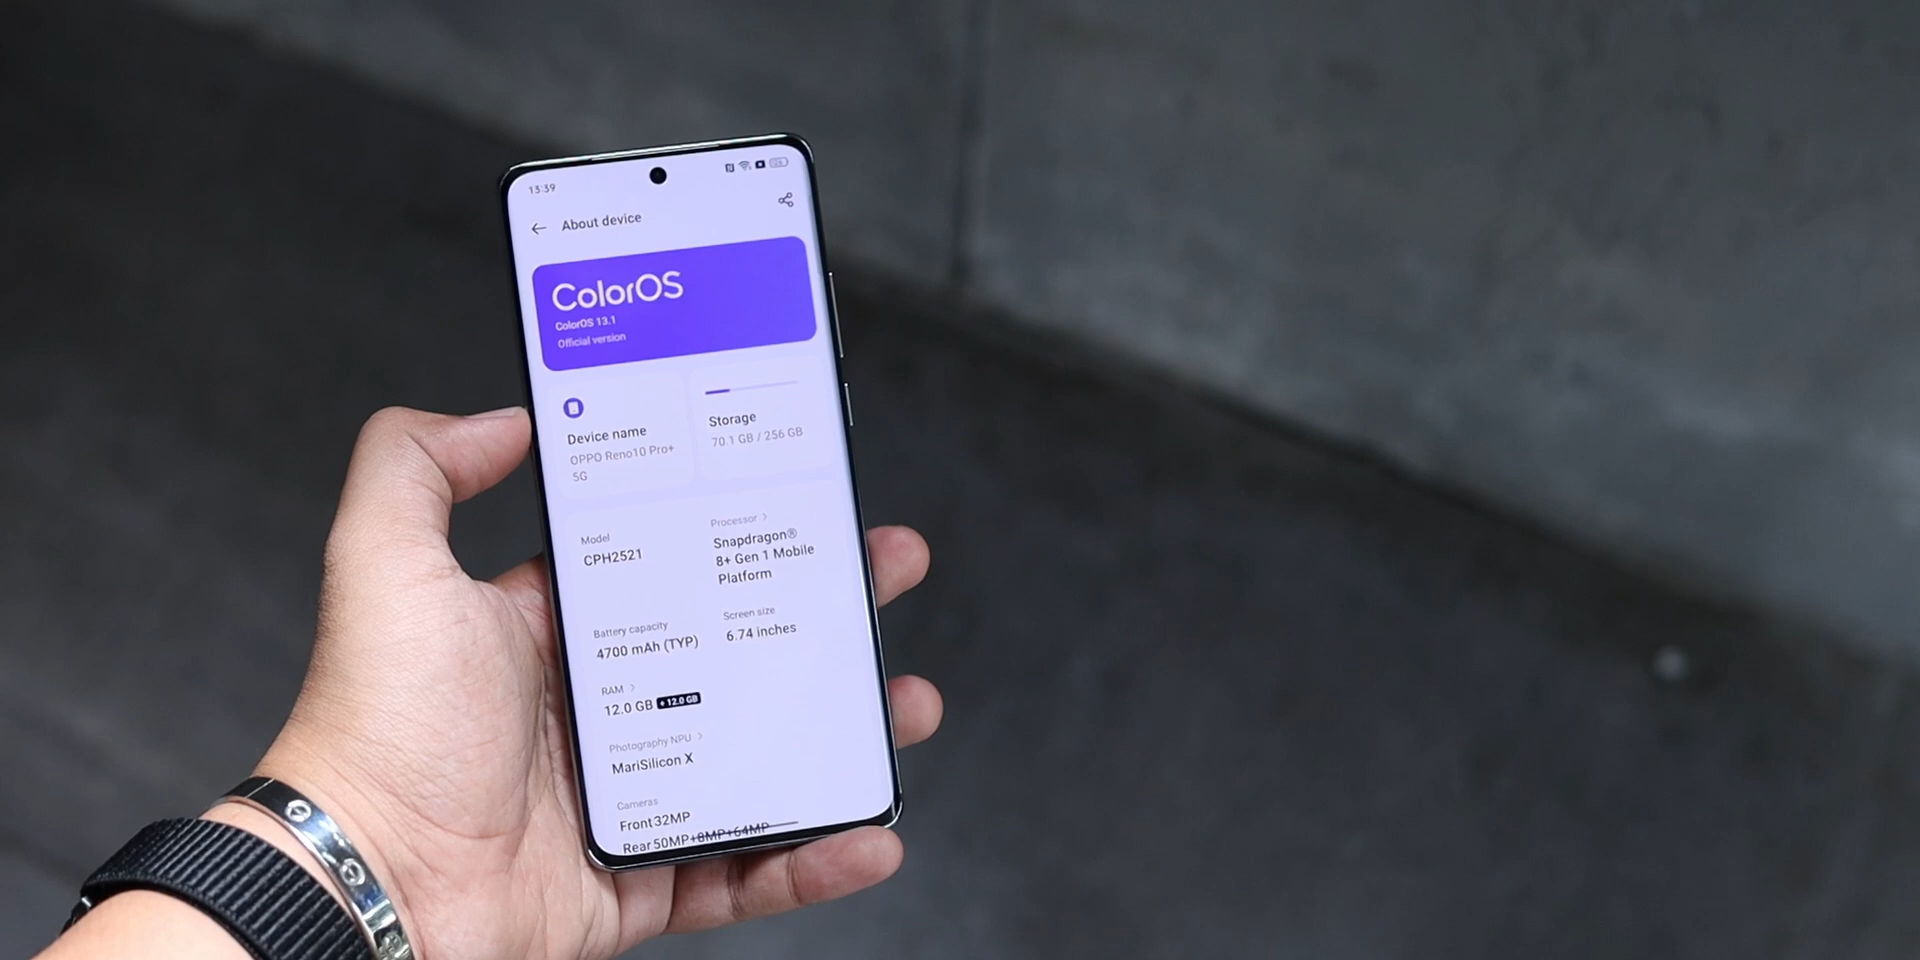 13:39
About device
ColorOS
ColorOS 13.1
Official version
Device name
OPPO Reno10 Pro+
5G
Storage
70.1 GB / 256 GB
Model
CPH2521
Processor >
Snapdragon®
8+ Gen 1 Mobile
Platform
Battery capacity
4700 mAh (TYP)
Screen size
6.74 inches
RAM >
12.0 GB + 12.0 GB
Photography NPU >
MariSilicon X
Cameras
Front 32MP
Rear 50MP+8MP+64MP